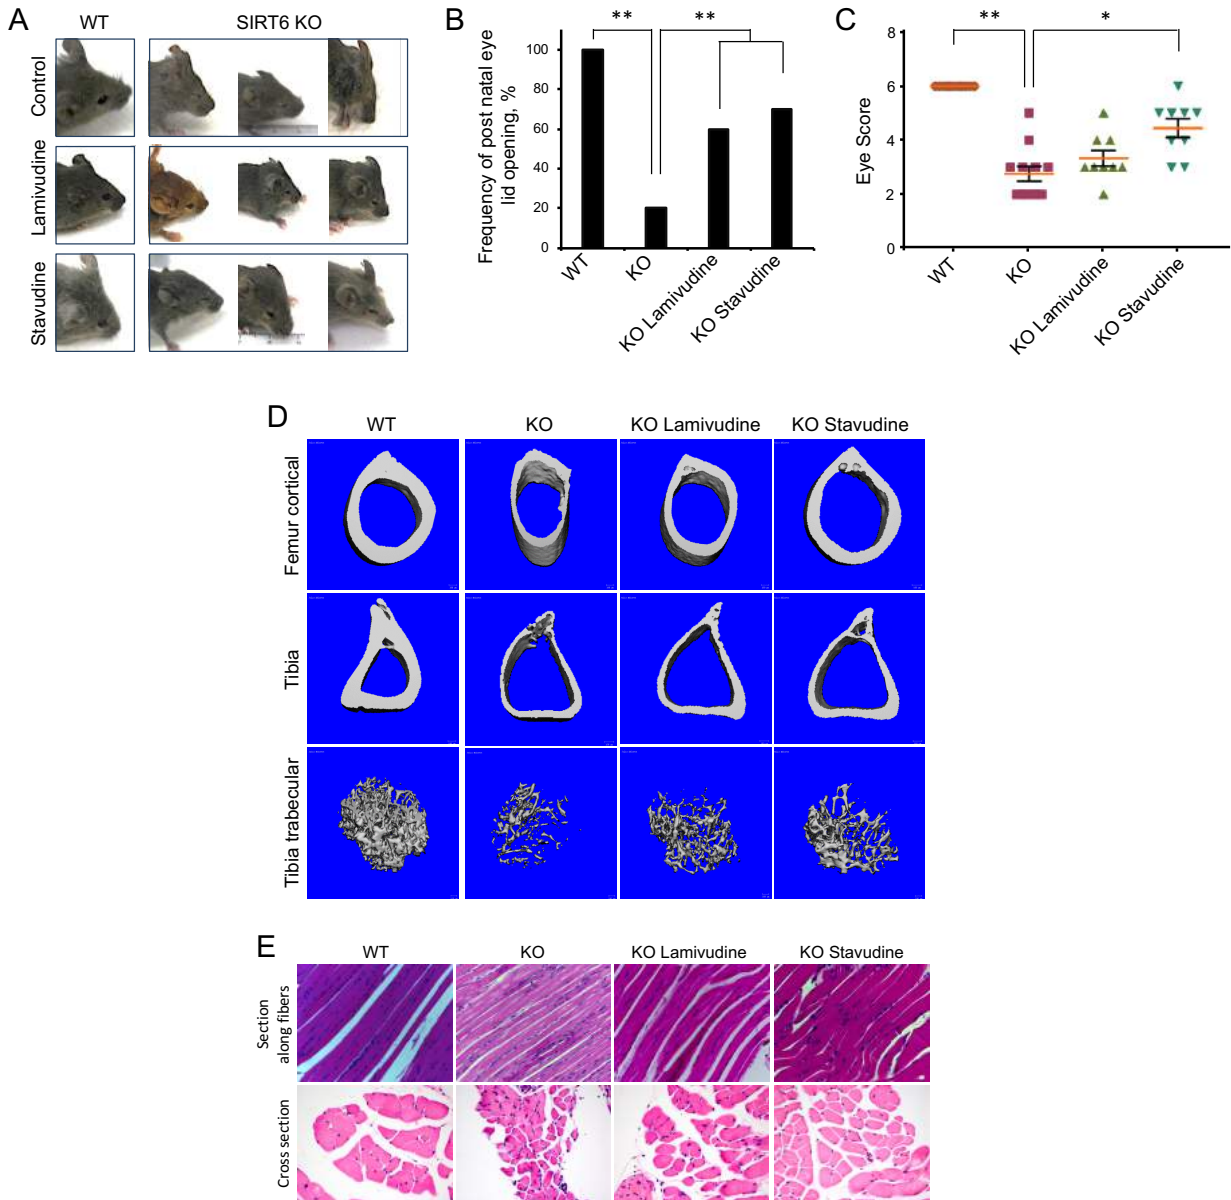 A
WT
SIRT6 KO
Control
Lamivudine
Stavudine
B
**
**
Frequency of post natal eye
lid opening, %
100
80
60
40
20
0
WT
KO
KO Lamivudine
KO Stavudine
C
**
*
Eye Score
8
6
4
2
0
WT
KO
KO Lamivudine
KO Stavudine
D
WT
KO
KO Lamivudine
KO Stavudine
Femur cortical
Tibia
Tibia trabecular
E
WT
KO
KO Lamivudine
KO Stavudine
Section
along fibers
Cross section